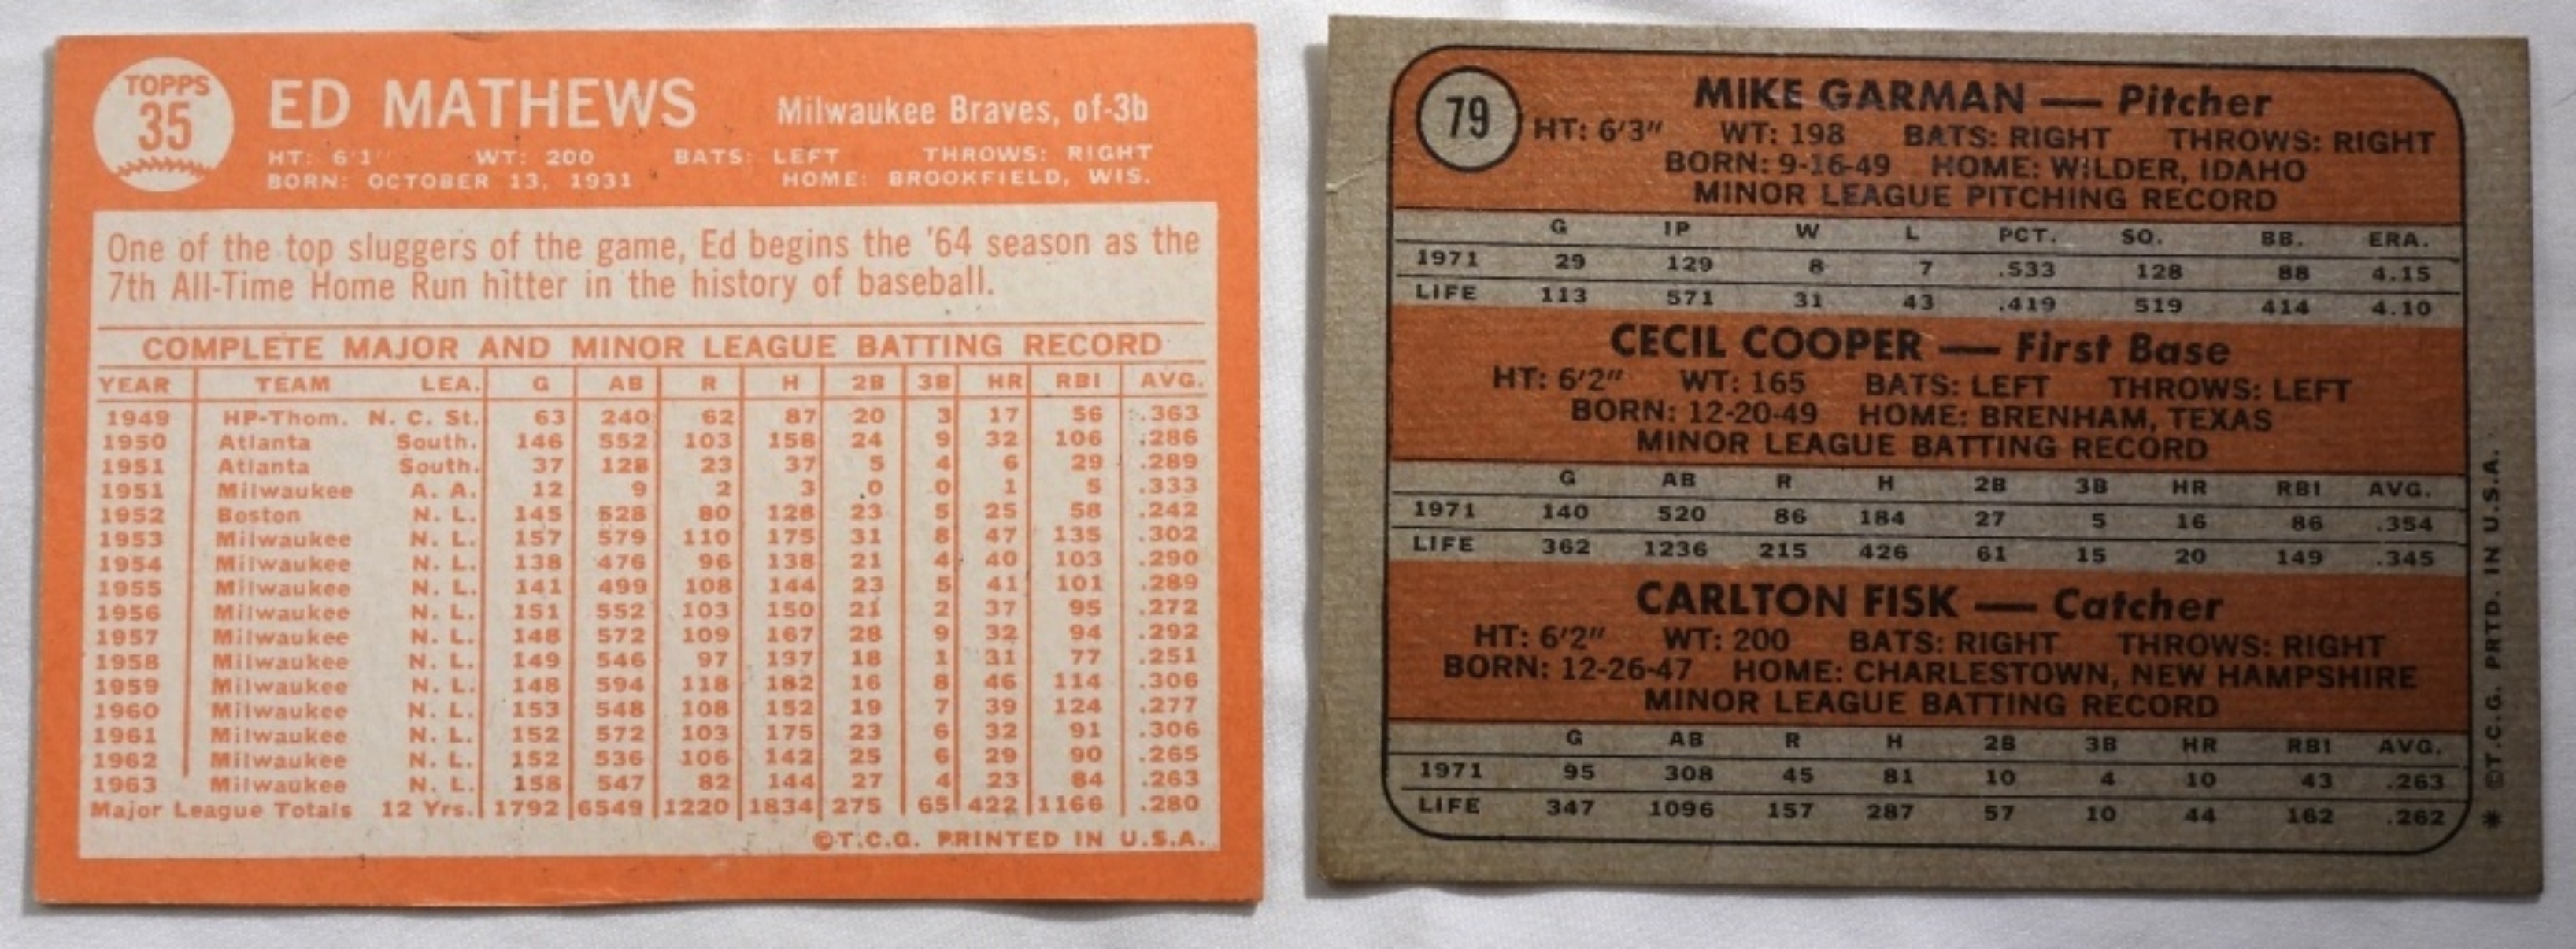 TOPPS
35
ED MATHEWS Milwaukee Braves, of-3b
HT: 6'1" WT: 200 BATS: LEFT THROWS: RIGHT
BORN: OCTOBER 13, 1931 HOME: BROOKFIELD, WIS.
One of the top sluggers of the game, Ed begins the '64 season as the
7th All-Time Home Run hitter in the history of baseball.
COMPLETE MAJOR AND MINOR LEAGUE BATTING RECORD
YEAR TEAM LEA. G AB R H 2B 3B HR RBI AVG.
1949 HP-Thom. N. C. St. 63 240 62 87 20 3 17 56 .363
1950 Atlanta South. 146 552 103 158 24 9 32 106 .286
1951 Atlanta South. 37 128 23 37 5 4 6 29 .289
1951 Milwaukee A. A. 12 9 2 3 0 0 1 5 .333
1952 Boston N. L. 145 528 80 128 23 5 25 58 .242
1953 Milwaukee N. L. 157 579 110 175 31 8 47 135 .302
1954 Milwaukee N. L. 138 476 96 138 21 4 40 103 .290
1955 Milwaukee N. L. 141 499 108 144 23 5 41 101 .289
1956 Milwaukee N. L. 151 552 103 150 21 2 37 95 .272
1957 Milwaukee N. L. 148 572 109 167 28 9 32 94 .292
1958 Milwaukee N. L. 149 546 97 137 18 1 31 77 .251
1959 Milwaukee N. L. 148 594 118 182 16 8 46 114 .306
1960 Milwaukee N. L. 153 548 108 152 19 7 39 124 .277
1961 Milwaukee N. L. 152 572 103 175 23 6 32 91 .306
1962 Milwaukee N. L. 152 536 106 142 25 6 29 90 .265
1963 Milwaukee N. L. 158 547 82 144 27 4 23 84 .263
Major League Totals 12 Yrs. 1792 6549 1220 1834 275 65 422 1166 .280
©T.C.G. PRINTED IN U.S.A.
79
MIKE GARMAN — Pitcher
HT: 6'3" WT: 198 BATS: RIGHT THROWS: RIGHT
BORN: 9-16-49 HOME: WILDER, IDAHO
MINOR LEAGUE PITCHING RECORD
G IP W L PCT. SO. BB. ERA.
1971 29 129 8 7 .533 128 88 4.15
LIFE 113 571 31 43 .419 519 414 4.10
CECIL COOPER — First Base
HT: 6'2" WT: 165 BATS: LEFT THROWS: LEFT
BORN: 12-20-49 HOME: BRENHAM, TEXAS
MINOR LEAGUE BATTING RECORD
G AB R H 2B 3B HR RBI AVG.
1971 140 520 86 184 27 5 16 86 .354
LIFE 362 1236 215 426 61 15 20 149 .345
CARLTON FISK — Catcher
HT: 6'2" WT: 200 BATS: RIGHT THROWS: RIGHT
BORN: 12-26-47 HOME: CHARLESTOWN, NEW HAMPSHIRE
MINOR LEAGUE BATTING RECORD
G AB R H 2B 3B HR RBI AVG.
1971 95 308 45 81 10 4 10 43 .263
LIFE 347 1096 157 287 57 10 44 162 .262
* ©T.C.G. PRTD. IN U.S.A.